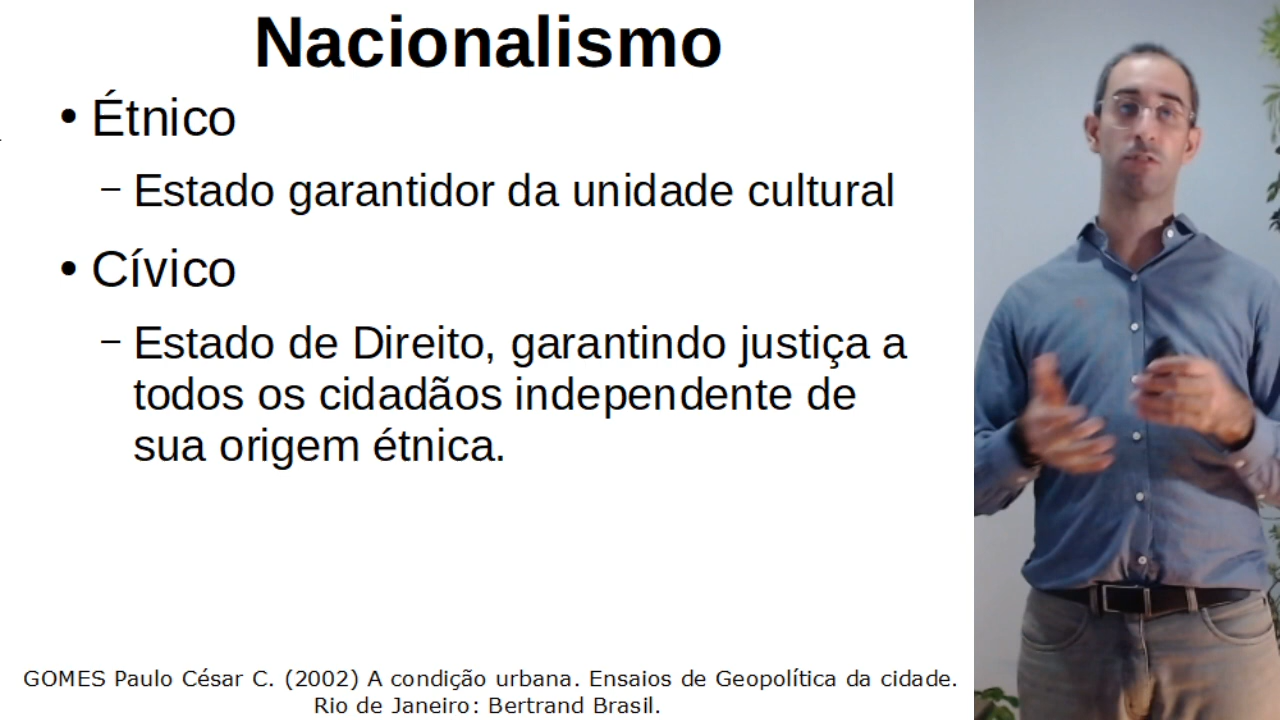 Nacionalismo
• Étnico
– Estado garantidor da unidade cultural
• Cívico
– Estado de Direito, garantindo justiça a
todos os cidadãos independente de
sua origem étnica.
GOMES Paulo César C. (2002) A condição urbana. Ensaios de Geopolítica da cidade.
Rio de Janeiro: Bertrand Brasil.